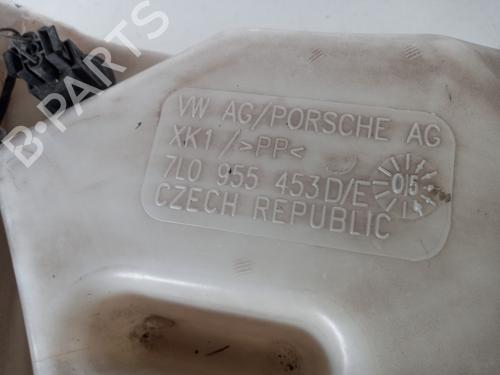 VW AG/PORSCHE AG
XK1/>PP<
7L0 955 453D/E
05
CZECH REPUBLIC
B-PARTS